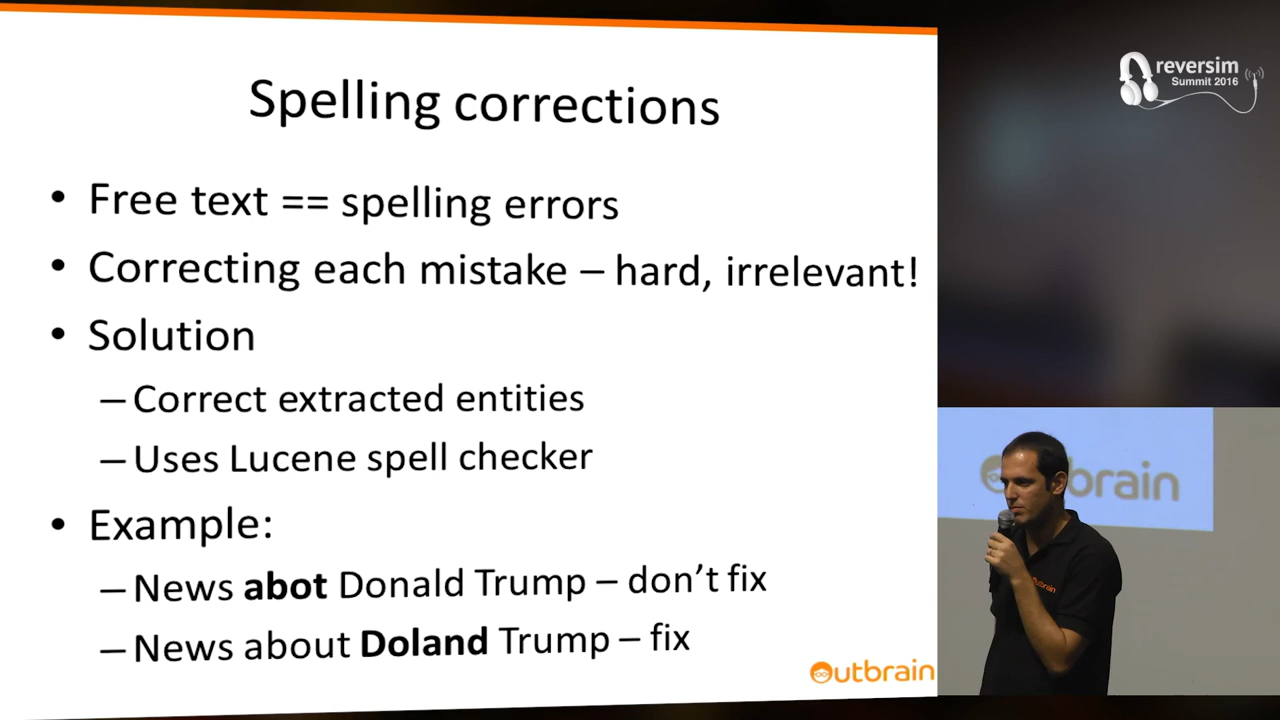 Spelling corrections
• Free text == spelling errors
• Correcting each mistake – hard, irrelevant!
• Solution
– Correct extracted entities
– Uses Lucene spell checker
• Example:
– News abot Donald Trump – don't fix
– News about Doland Trump – fix
Outbrain
reversim
Summit 2016
Outbrain
Outbrain